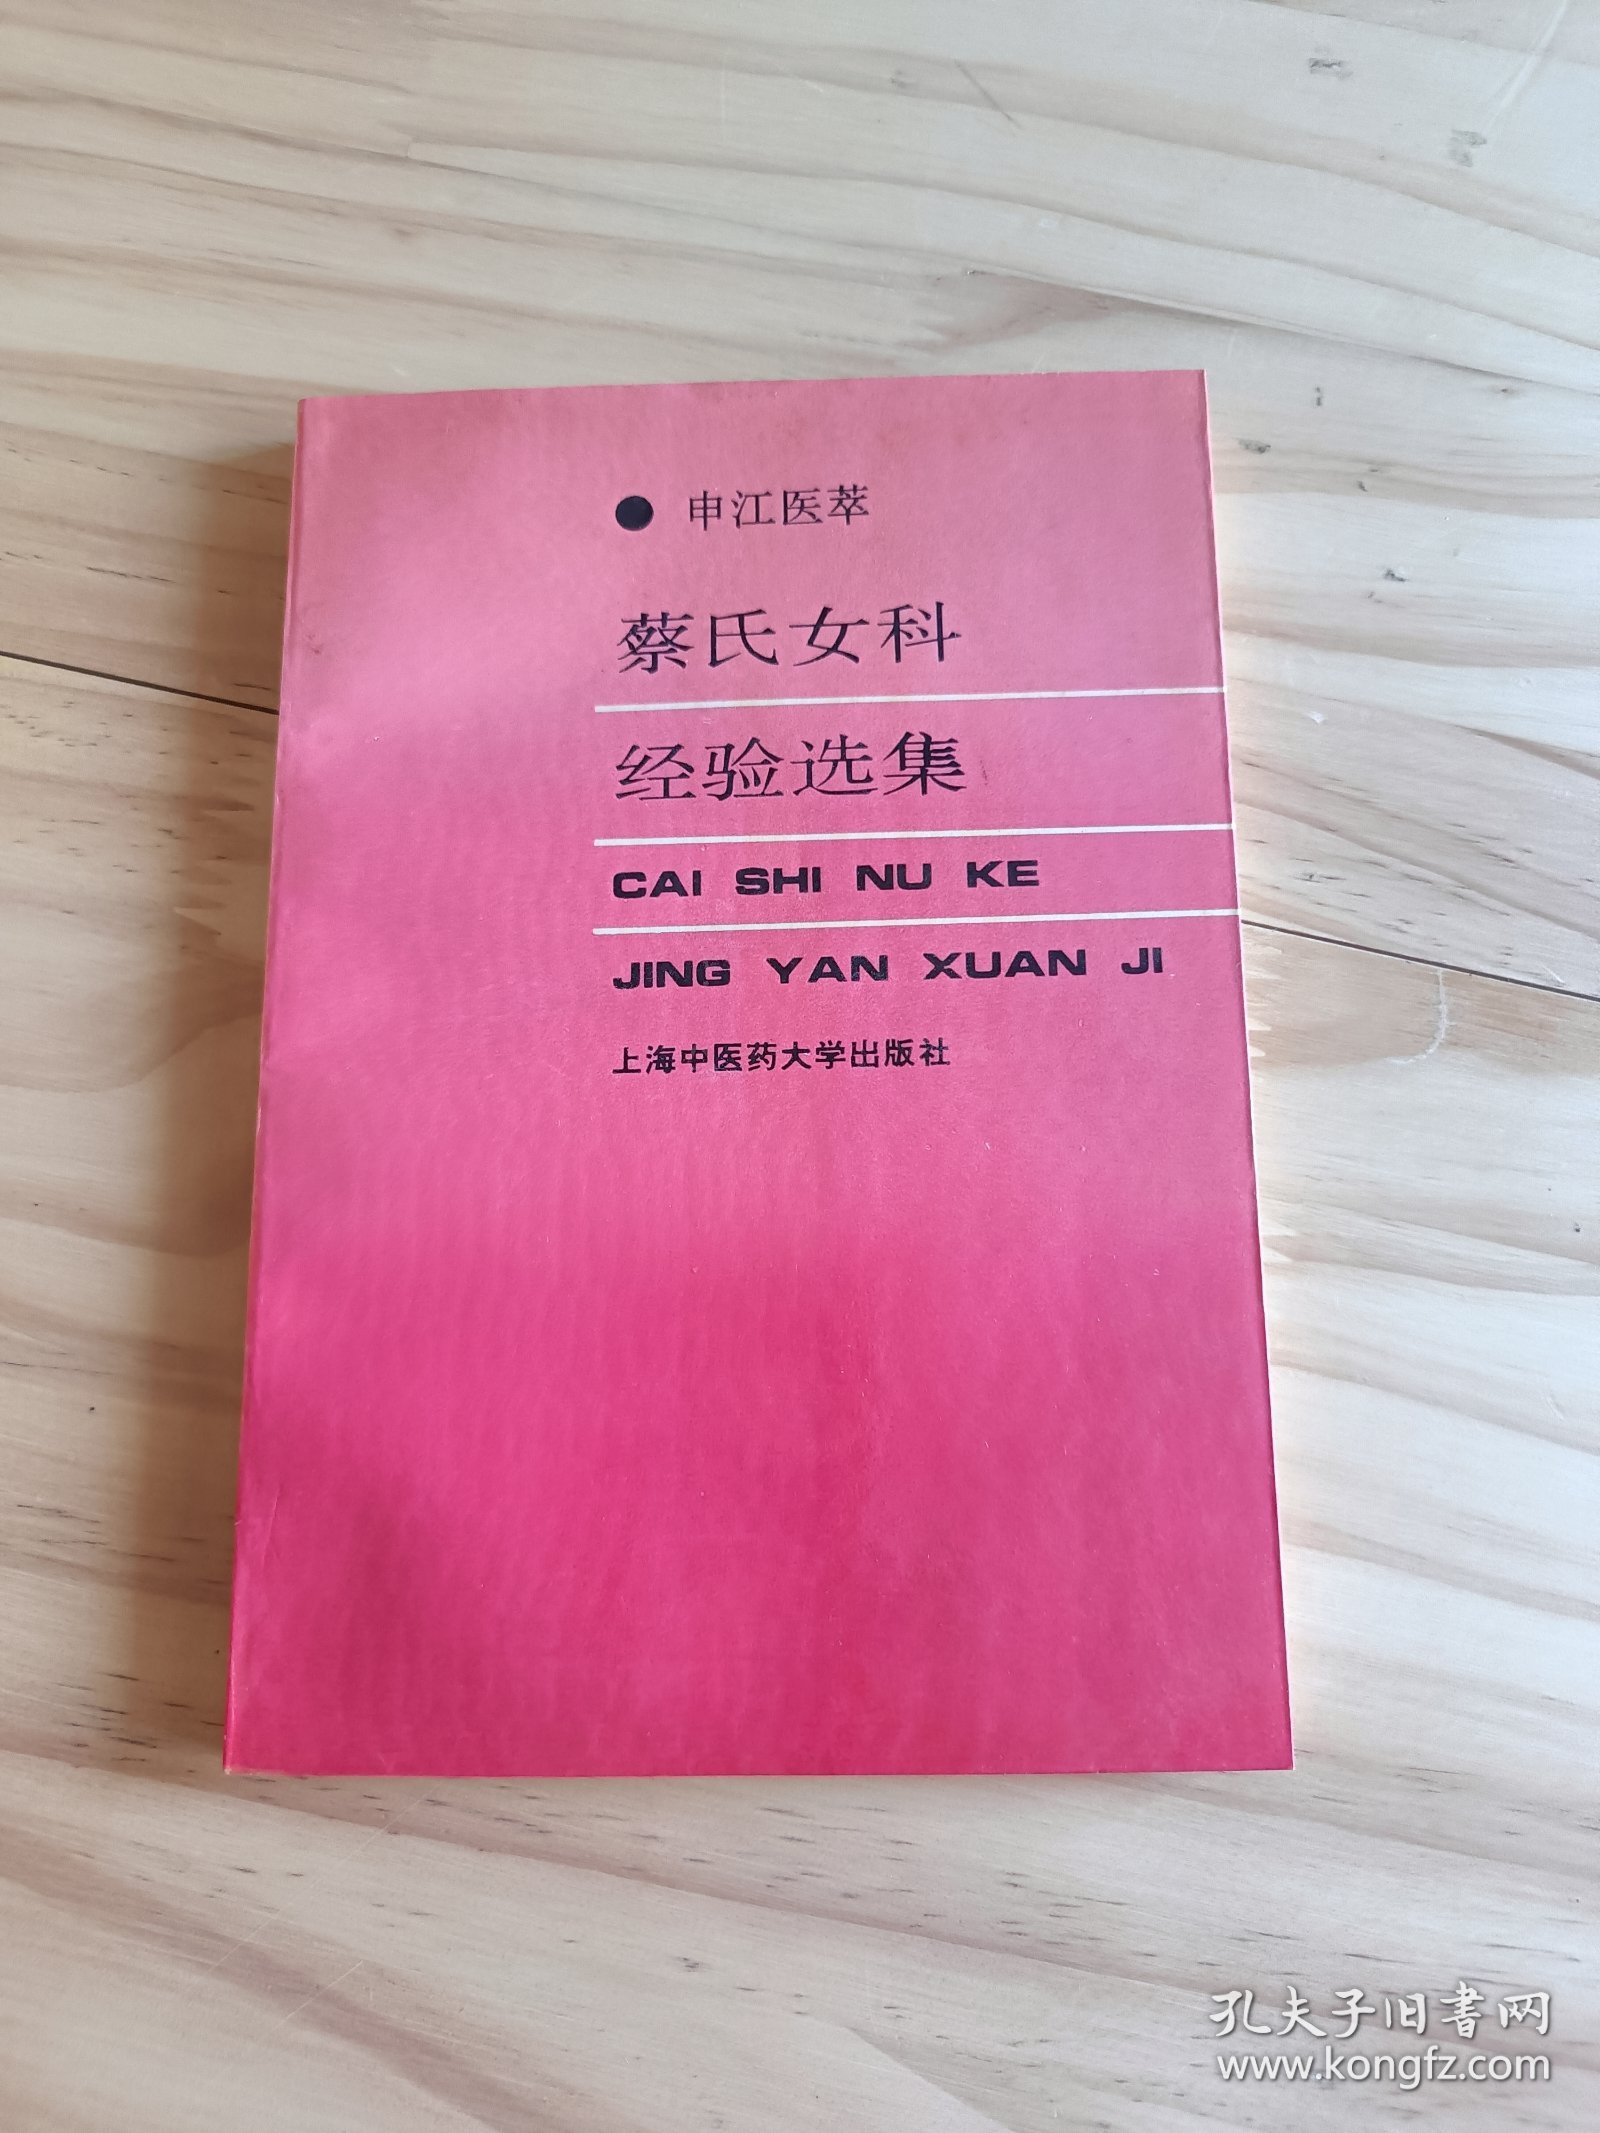 ● 申江医萃
蔡氏女科
经验选集
CAI SHI NU KE
JING YAN XUAN JI
上海中医药大学出版社
孔夫子旧书网
www.kongfz.com